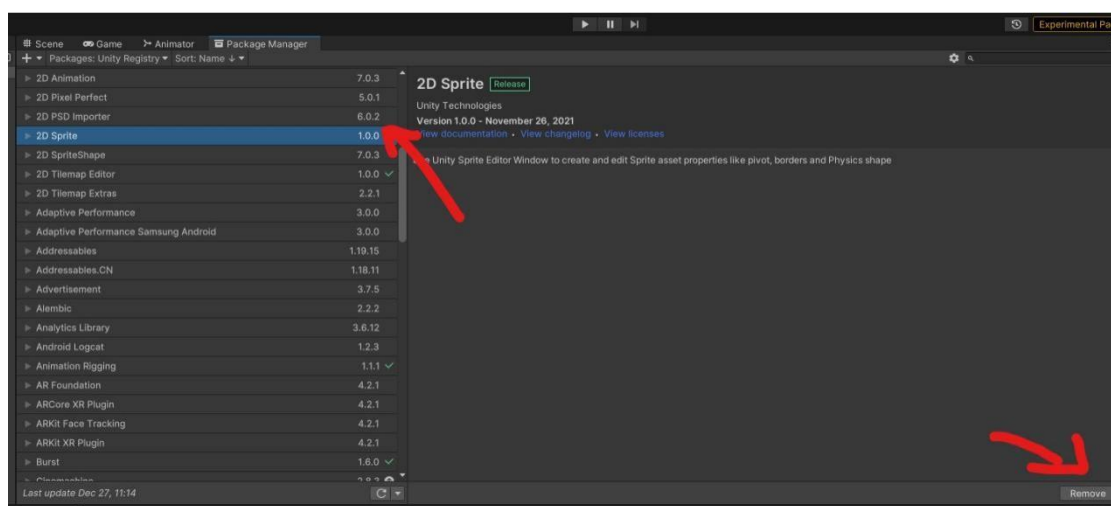 Experimental Pa
Scene Game Animator Package Manager
+ Packages: Unity Registry Sort: Name ↓
2D Animation 7.0.3
2D Pixel Perfect 5.0.1
2D PSD Importer 6.0.2
2D Sprite 1.0.0
2D SpriteShape 7.0.3
2D Tilemap Editor 1.0.0 ✓
2D Tilemap Extras 2.2.1
Adaptive Performance 3.0.0
Adaptive Performance Samsung Android 3.0.0
Addressables 1.19.15
Addressables.CN 1.18.11
Advertisement 3.7.5
Alembic 2.2.2
Analytics Library 3.6.12
Android Logcat 1.2.3
Animation Rigging 1.1.1 ✓
AR Foundation 4.2.1
ARCore XR Plugin 4.2.1
ARKit Face Tracking 4.2.1
ARKit XR Plugin 4.2.1
Burst 1.6.0 ✓
Last update Dec 27, 11:14
2D Sprite Release
Unity Technologies
Version 1.0.0 - November 26, 2021
View documentation • View changelog • View licenses
Unity Sprite Editor Window to create and edit Sprite asset properties like pivot, borders and Physics shape
Remove